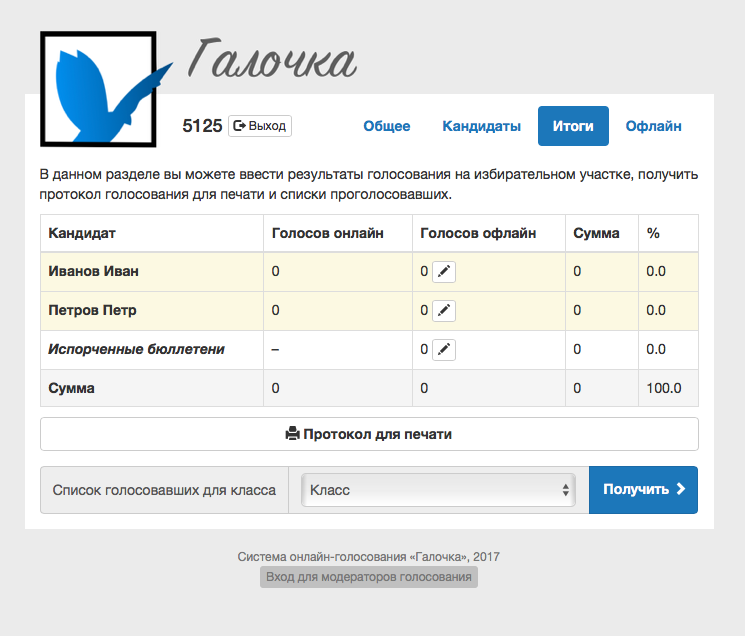 Галочка
5125 Выход Общее Кандидаты Итоги Офлайн
В данном разделе вы можете ввести результаты голосования на избирательном участке, получить
протокол голосования для печати и списки проголосовавших.
Кандидат Голосов онлайн Голосов офлайн Сумма %
Иванов Иван 0 0 0 0.0
Петров Петр 0 0 0 0.0
Испорченные бюллетени – 0 0 0.0
Сумма 0 0 0 100.0
Протокол для печати
Список голосовавших для класса Класс Получить
Система онлайн-голосования «Галочка», 2017
Вход для модераторов голосования